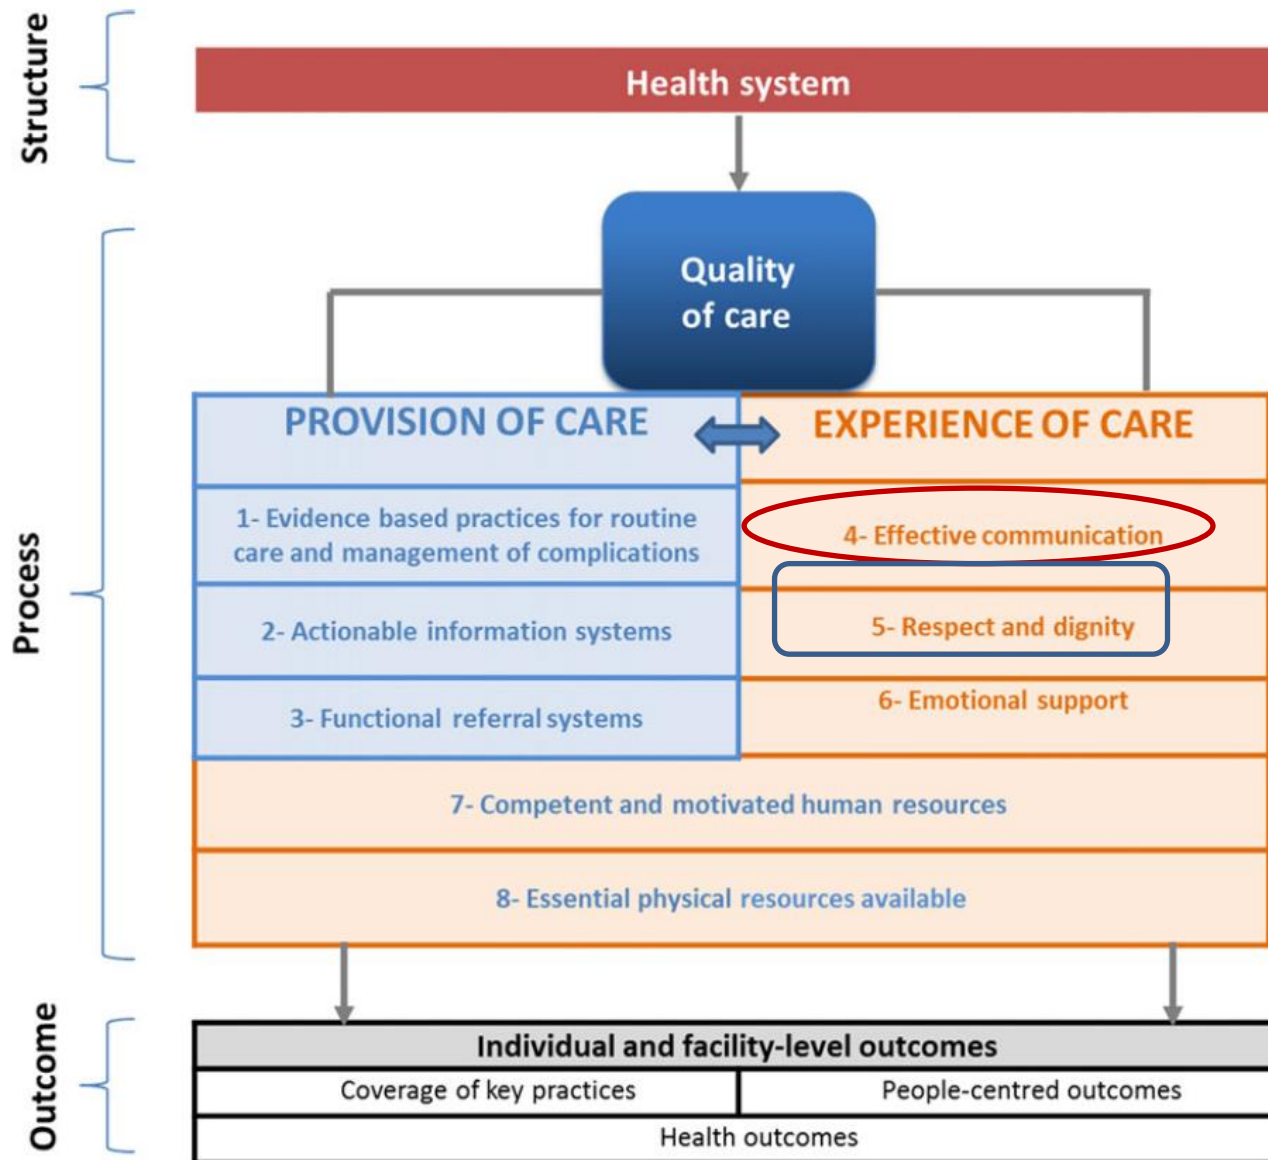 Structure
Health system
Quality
of care
Process
PROVISION OF CARE
EXPERIENCE OF CARE
1- Evidence based practices for routine
care and management of complications
4- Effective communication
2- Actionable information systems
5- Respect and dignity
3- Functional referral systems
6- Emotional support
7- Competent and motivated human resources
8- Essential physical resources available
Outcome
Individual and facility-level outcomes
Coverage of key practices
People-centred outcomes
Health outcomes